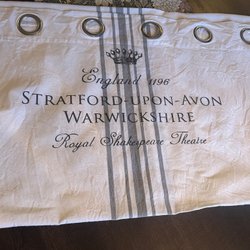 England 1196
STRATFORD-UPON-AVON
WARWICKSHIRE
Royal Shakespeare Theatre